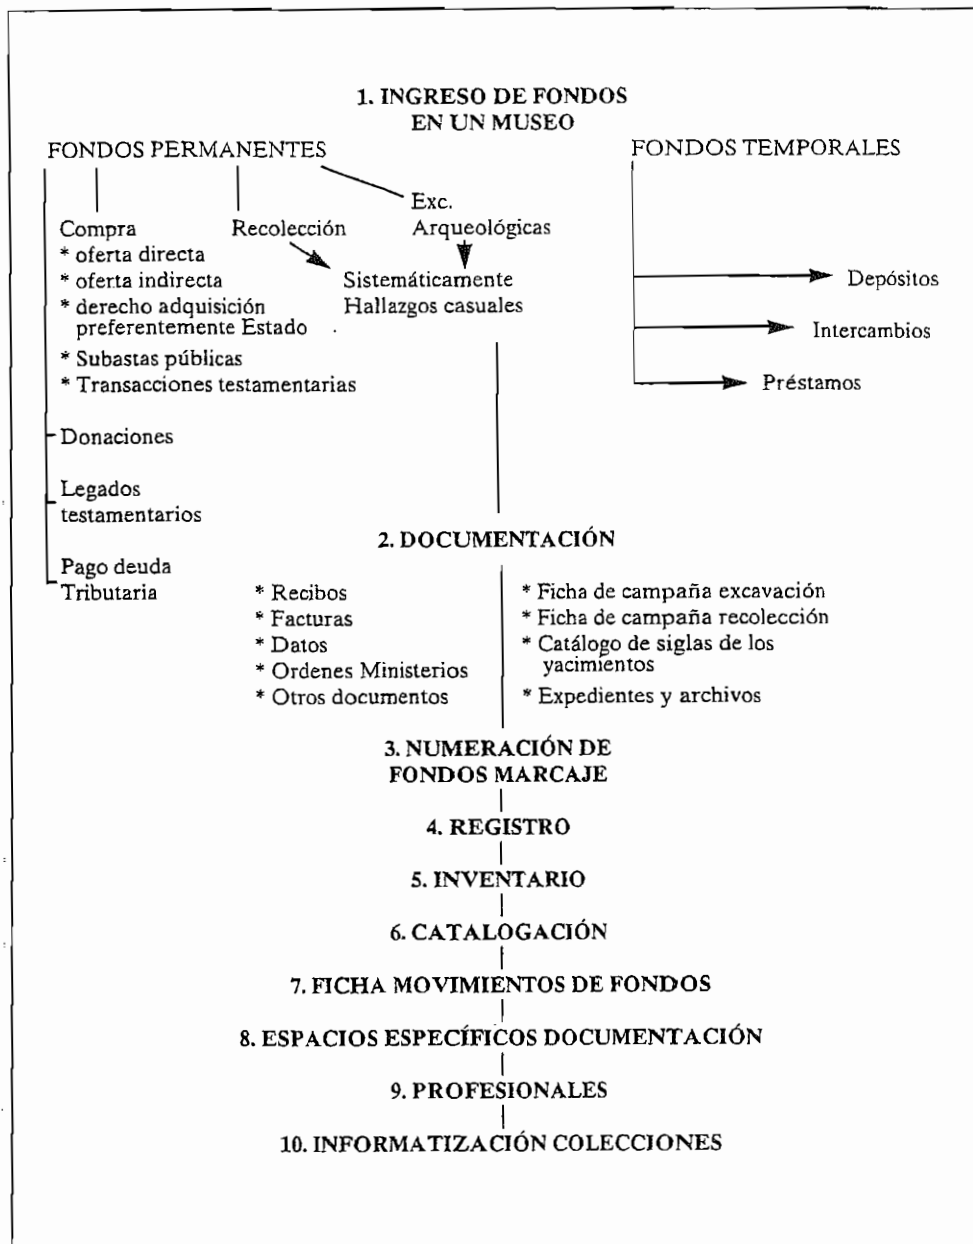 1. INGRESO DE FONDOS
EN UN MUSEO
FONDOS PERMANENTES
FONDOS TEMPORALES
Compra
* oferta directa
* oferta indirecta
* derecho adquisición
preferentemente Estado
* Subastas públicas
* Transacciones testamentarias
Recolección
Exc.
Arqueológicas
Sistemáticamente
Hallazgos casuales
Depósitos
Intercambios
Préstamos
Donaciones
Legados
testamentarios
Pago deuda
Tributaria
2. DOCUMENTACIÓN
* Recibos
* Facturas
* Datos
* Ordenes Ministerios
* Otros documentos
* Ficha de campaña excavación
* Ficha de campaña recolección
* Catálogo de siglas de los
yacimientos
* Expedientes y archivos
3. NUMERACIÓN DE
FONDOS MARCAJE
4. REGISTRO
5. INVENTARIO
6. CATALOGACIÓN
7. FICHA MOVIMIENTOS DE FONDOS
8. ESPACIOS ESPECÍFICOS DOCUMENTACIÓN
9. PROFESIONALES
10. INFORMATIZACIÓN COLECCIONES